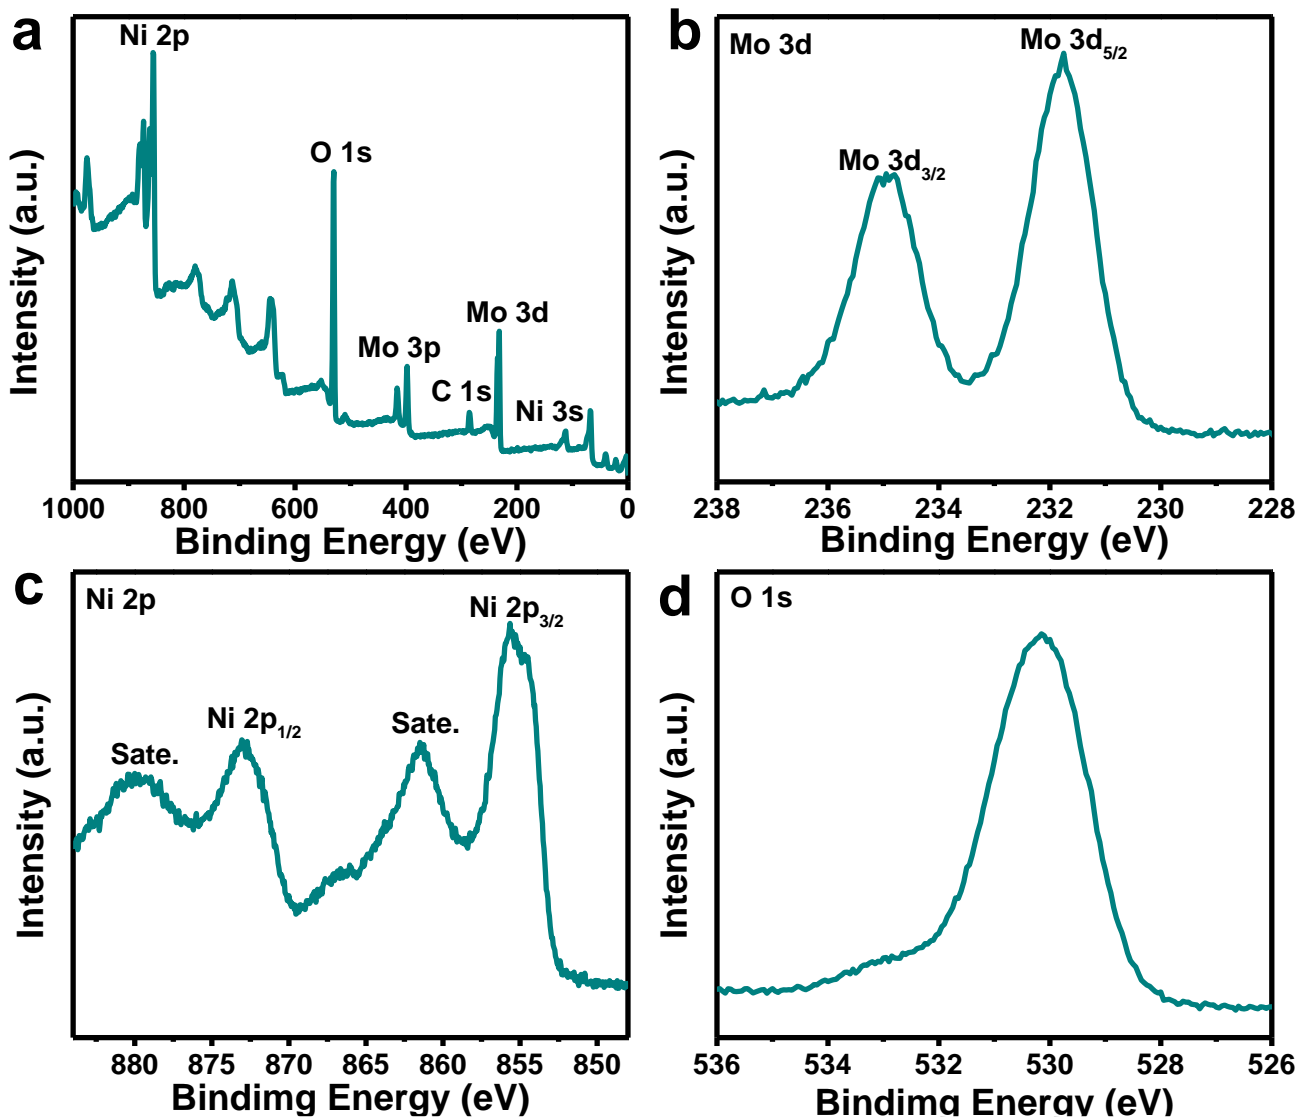 a
Ni 2p
O 1s
Mo 3d
Mo 3p
C 1s
Ni 3s
Intensity (a.u.)
1000 800 600 400 200 0
Binding Energy (eV)
b
Mo 3d
Mo 3d5/2
Mo 3d3/2
Intensity (a.u.)
238 236 234 232 230 228
Binding Energy (eV)
c
Ni 2p
Ni 2p3/2
Ni 2p1/2
Sate.
Sate.
Intensity (a.u.)
880 875 870 865 860 855 850
Bindimg Energy (eV)
d
O 1s
Intensity (a.u.)
536 534 532 530 528 526
Bindimg Energy (eV)